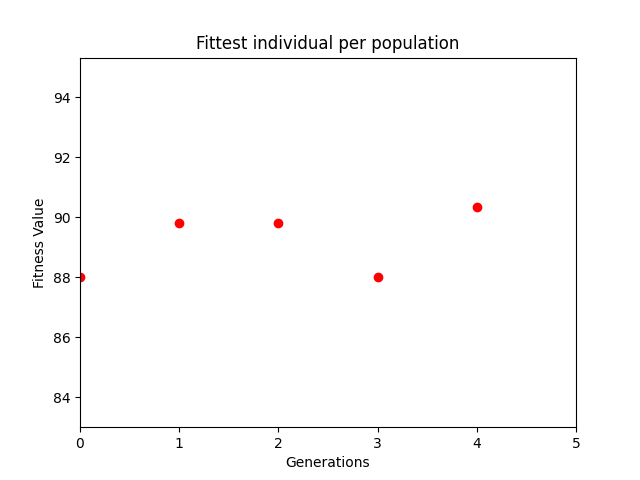 Fittest individual per population
94
92
90
88
86
84
Fitness Value
0 1 2 3 4 5
Generations